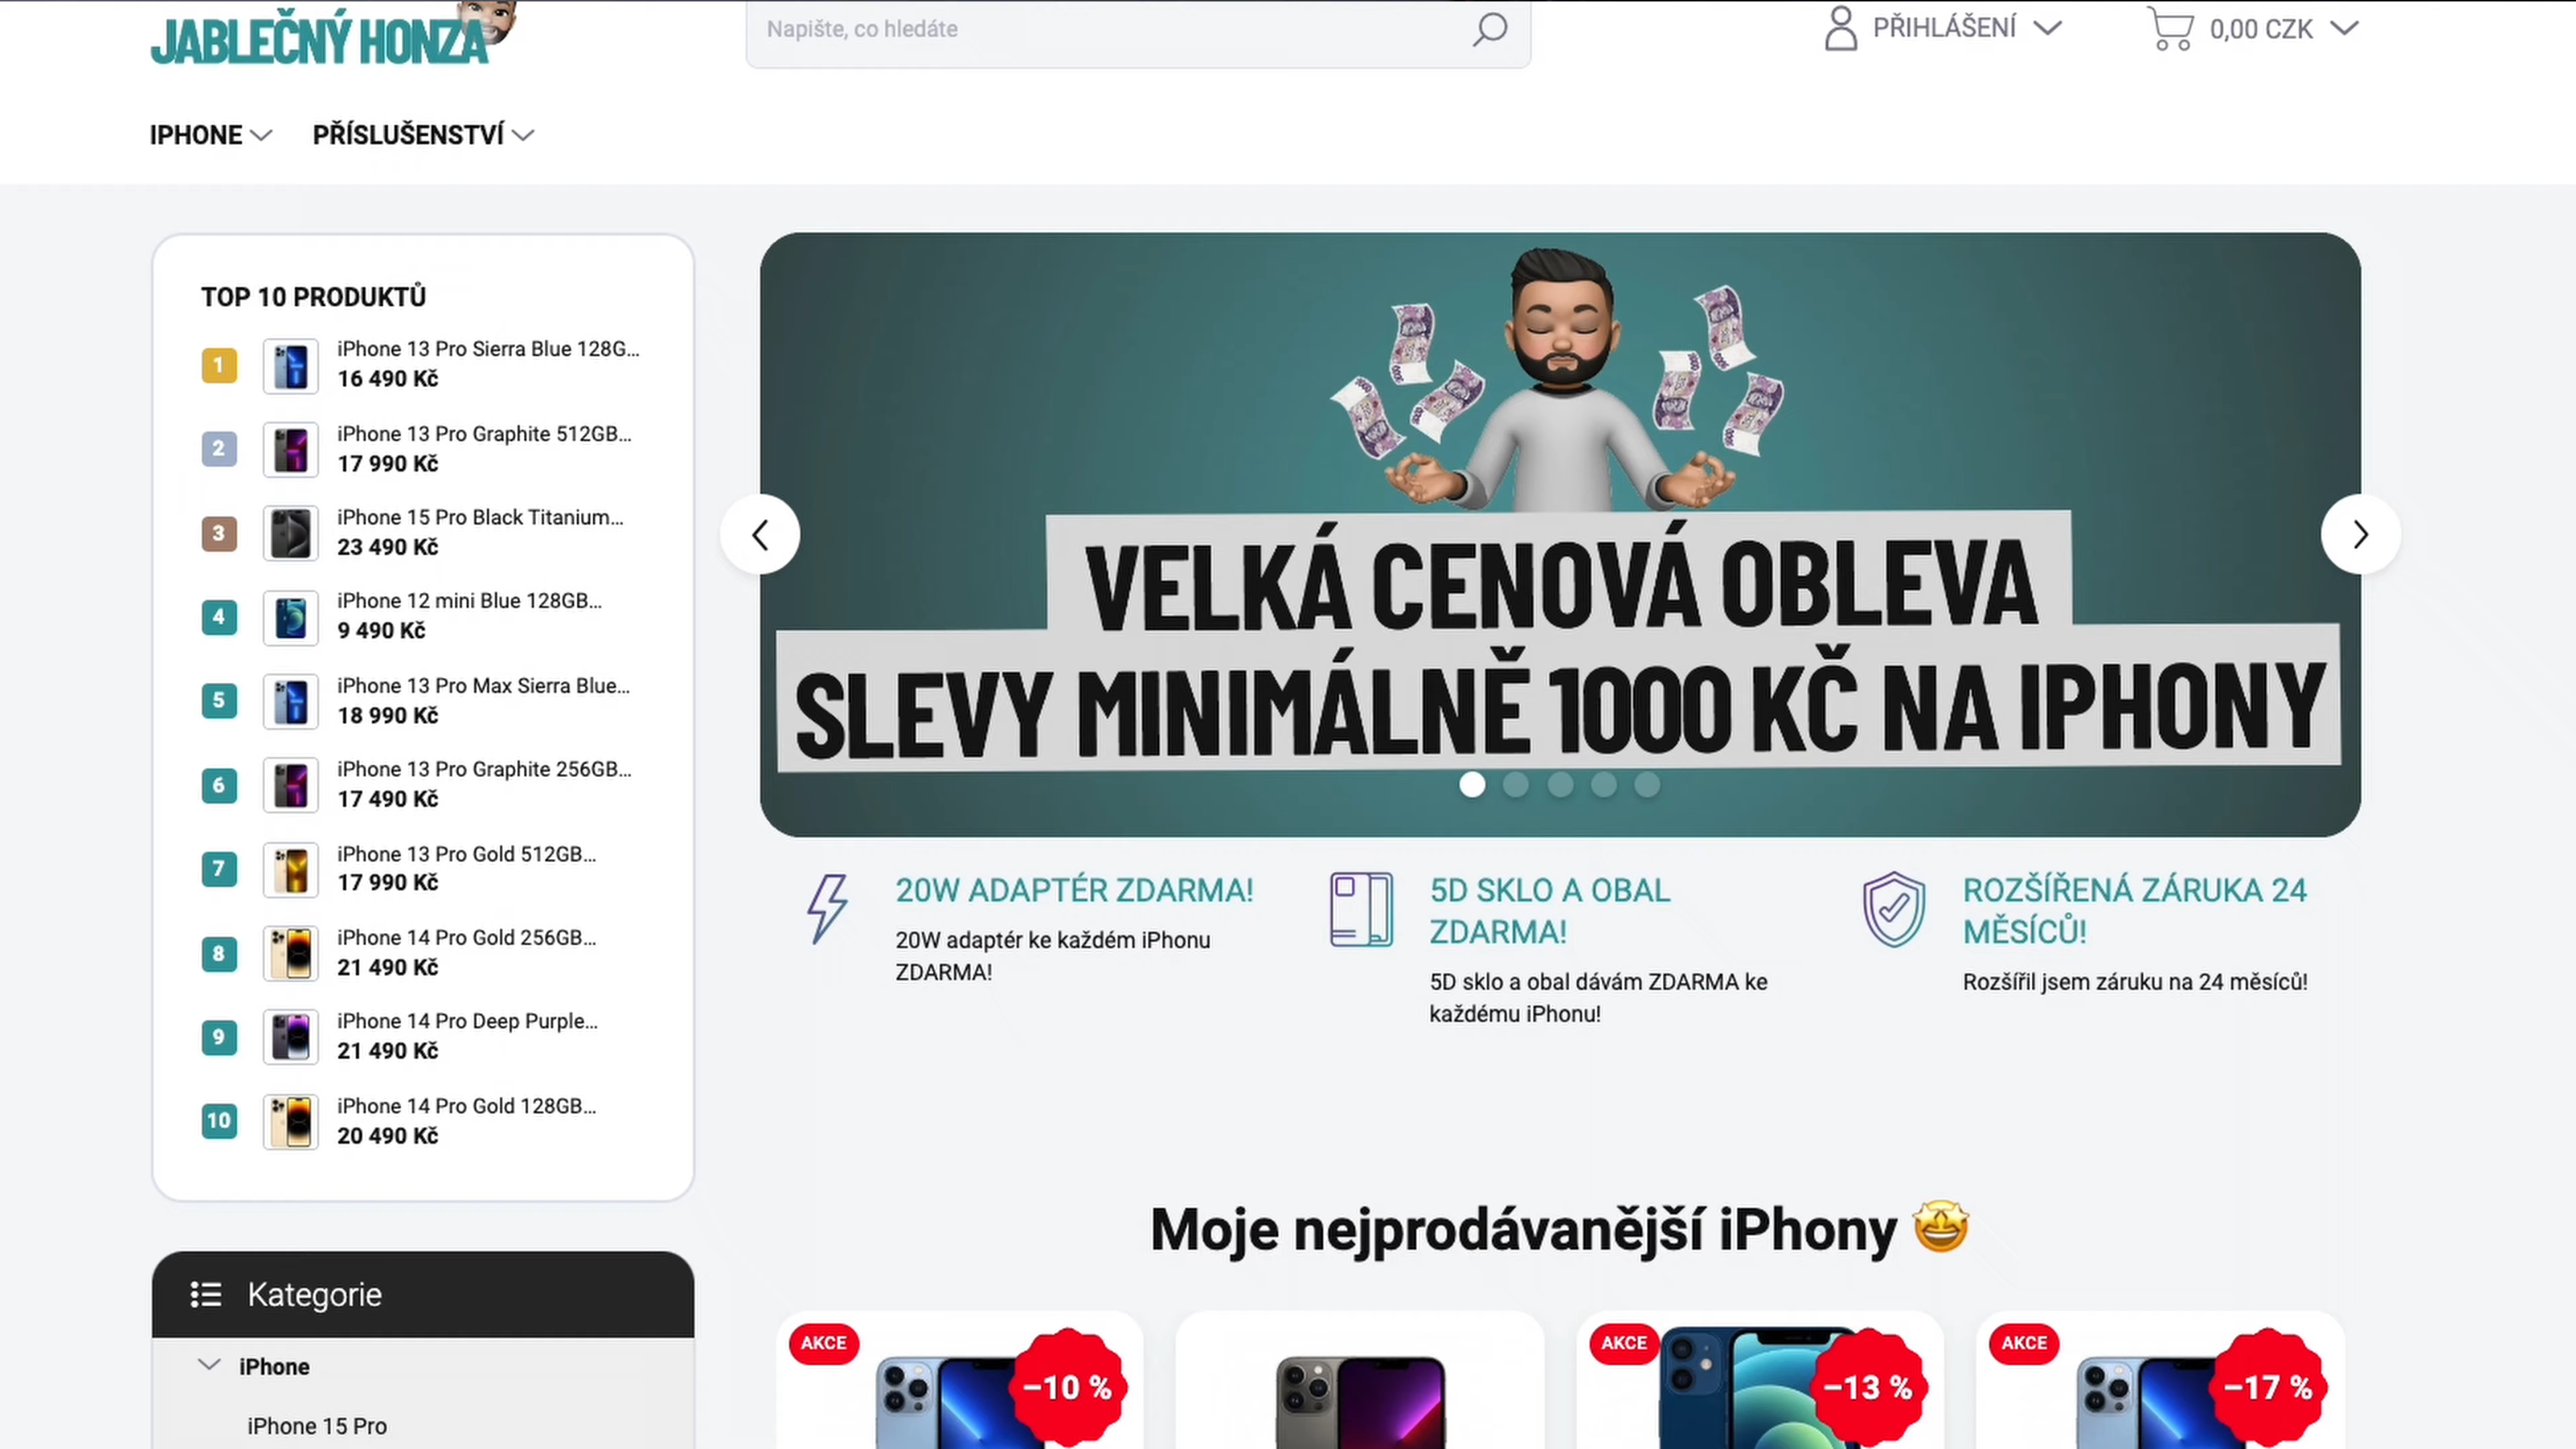 JABLEČNÝ HONZA
Napište, co hledáte
PŘIHLÁŠENÍ
0,00 CZK
IPHONE
PŘÍSLUŠENSTVÍ
TOP 10 PRODUKTŮ
1
iPhone 13 Pro Sierra Blue 128G...
16 490 Kč
2
iPhone 13 Pro Graphite 512GB...
17 990 Kč
3
iPhone 15 Pro Black Titanium...
23 490 Kč
4
iPhone 12 mini Blue 128GB...
9 490 Kč
5
iPhone 13 Pro Max Sierra Blue...
18 990 Kč
6
iPhone 13 Pro Graphite 256GB...
17 490 Kč
7
iPhone 13 Pro Gold 512GB...
17 990 Kč
8
iPhone 14 Pro Gold 256GB...
21 490 Kč
9
iPhone 14 Pro Deep Purple...
21 490 Kč
10
iPhone 14 Pro Gold 128GB...
20 490 Kč
Kategorie
iPhone
iPhone 15 Pro
VELKÁ CENOVÁ OBLEVA
SLEVY MINIMÁLNĚ 1000 KČ NA IPHONY
20W ADAPTÉR ZDARMA!
20W adaptér ke každém iPhonu
ZDARMA!
5D SKLO A OBAL
ZDARMA!
5D sklo a obal dávám ZDARMA ke
každému iPhonu!
ROZŠÍŘENÁ ZÁRUKA 24
MĚSÍCŮ!
Rozšířil jsem záruku na 24 měsíců!
Moje nejprodávanější iPhony 🤩
AKCE
–10 %
AKCE
–13 %
AKCE
–17 %